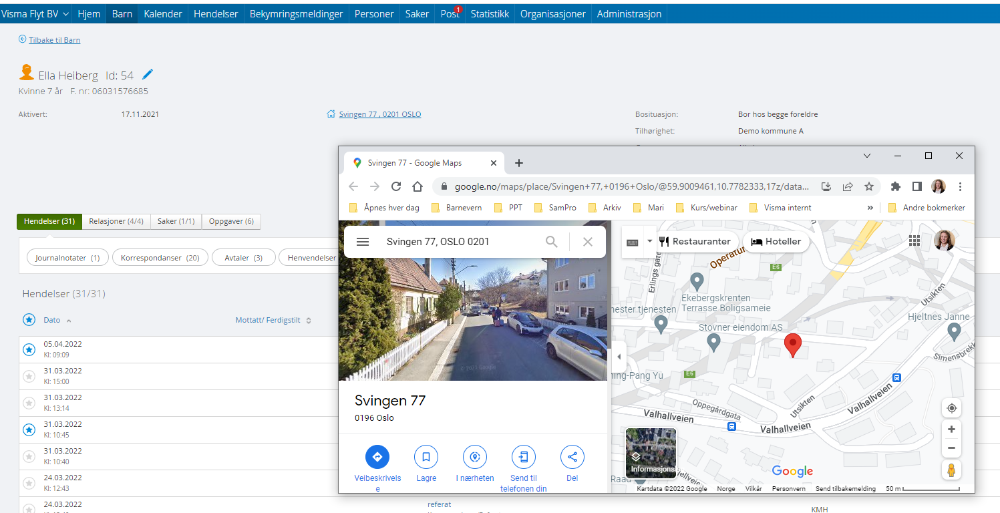 Visma Flyt BV Hjem Barn Kalender Hendelser Bekymringsmeldinger Personer Saker Post 1 Statistikk Organisasjoner Administrasjon
Tilbake til Barn
Ella Heiberg Id: 54
Kvinne 7 år F. nr: 06031576685
Aktivert: 17.11.2021
Svingen 77 , 0201 OSLO
Bosituasjon: Bor hos begge foreldre
Tilhørighet: Demo kommune A
Hendelser (31) Relasjoner (4/4) Saker (1/1) Oppgaver (6)
Journalnotater (1) Korrespondanser (20) Avtaler (3) Henvendelser
Hendelser (31/31)
Dato Mottatt/ Ferdigstilt
05.04.2022
Kl: 09:09
31.03.2022
Kl: 15:00
31.03.2022
Kl: 13:14
31.03.2022
Kl: 10:45
31.03.2022
Kl: 10:40
24.03.2022
Kl: 12:43
24.03.2022
referat
KMH
Svingen 77 - Google Maps
google.no/maps/place/Svingen+77,+0196+Oslo/@59.9009461,10.7782333,17z/data...
Åpnes hver dag Barnevern PPT SamPro Arkiv Mari Kurs/webinar Visma internt » Andre bokmerker
Svingen 77, OSLO 0201
© 2021 Google
Svingen 77
0196 Oslo
Veibeskrivels
e
Lagre
I nærheten
Send til
telefonen din
Del
Restauranter
Hoteller
Erlings gate
Operatun
E6
Ekebergskrenten
Terrasse Boligsameie
nester tjenesten
Stovner eiendom AS
Utsikten
Hjeltnes Janne
Simensbrekk
ning-Pang Yu
E6
Oppegårdgata
Utsikten
Valhallveien
Valhallveien
Valhallveien
Informasjons
Raad
Google
Kartdata ©2022 Google Norge Vilkår Personvern Send tilbakemelding 50 m